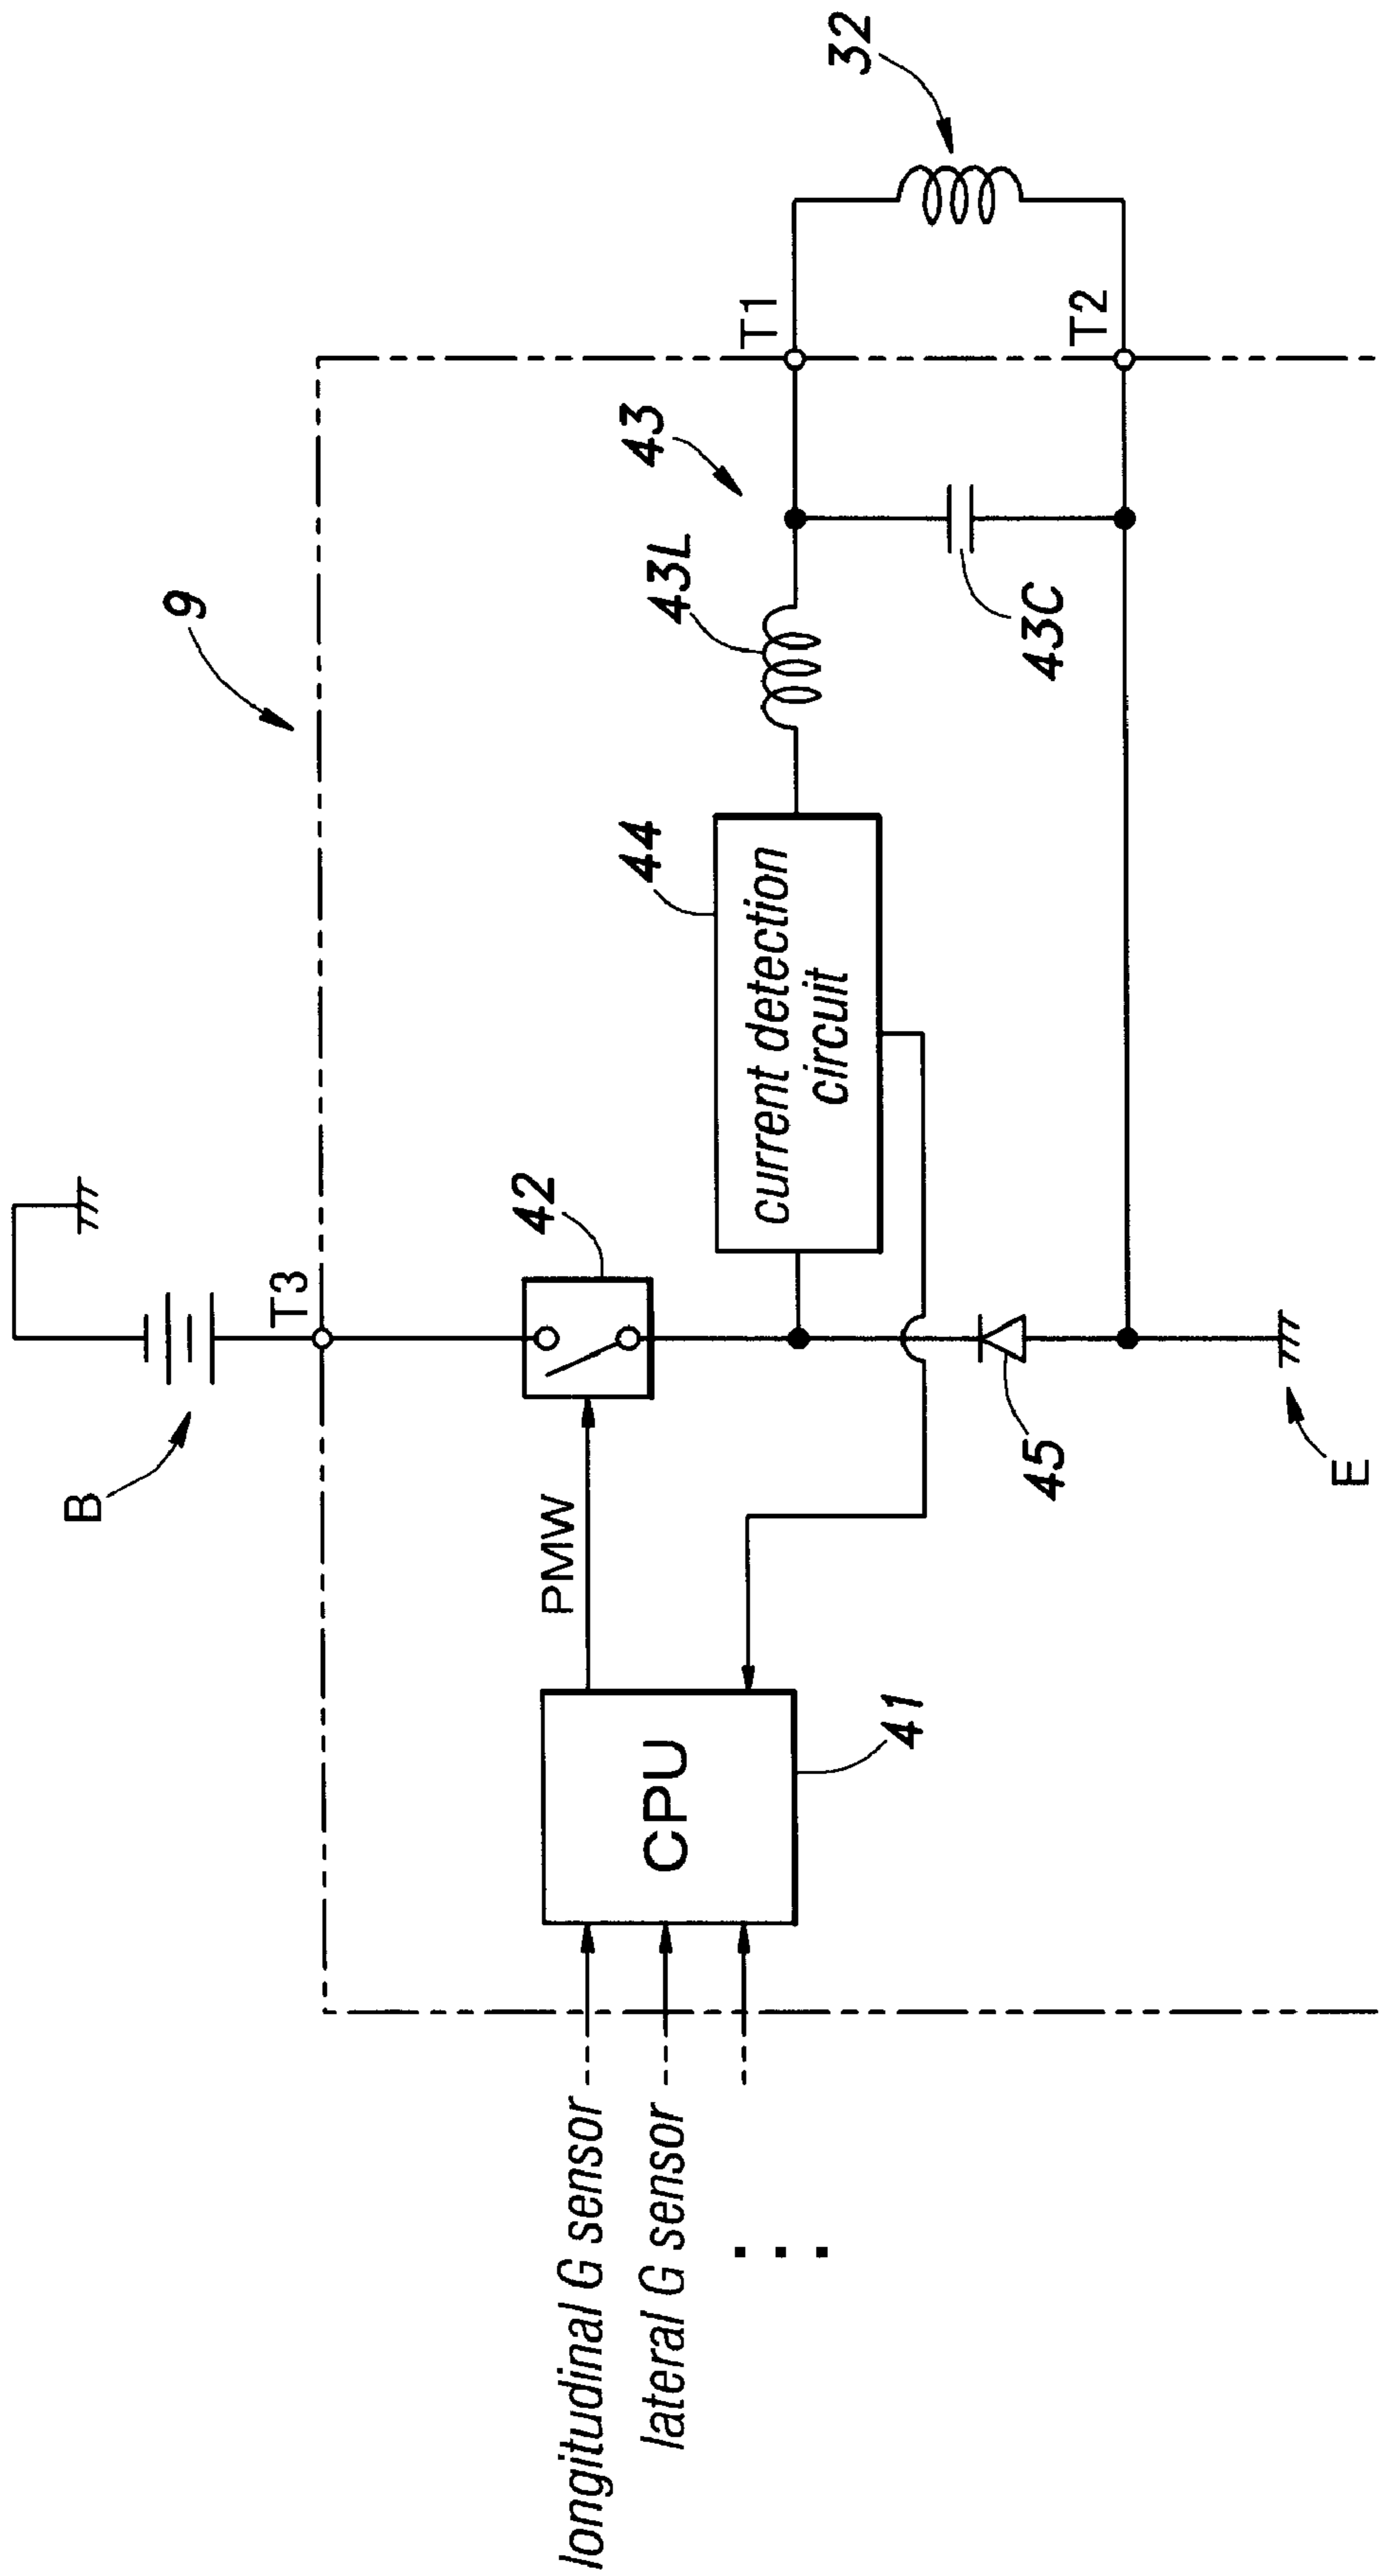 B
T3
9
42
PMW
CPU
41
44
current detection
circuit
43
43L
43C
T1
T2
32
45
E
longitudinal G sensor
lateral G sensor
. . .